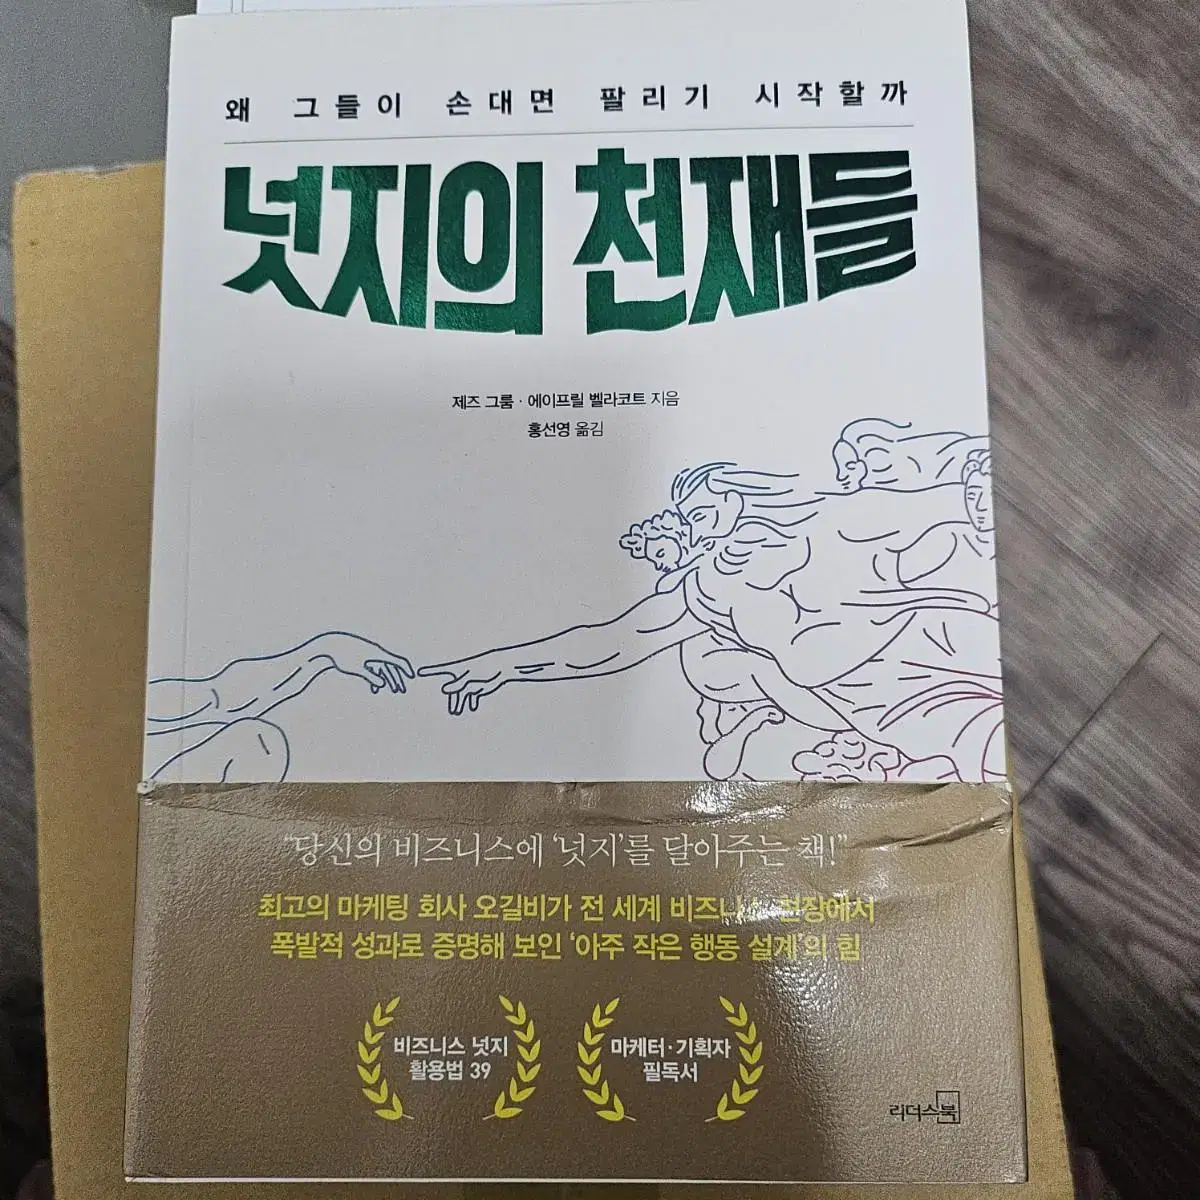 왜 그들이 손대면 팔리기 시작할까
넛지의 천재들
제즈 그룸 · 에이프릴 벨라코트 지음
홍선영 옮김
“당신의 비즈니스에 ‘넛지’를 달아주는 책!”
최고의 마케팅 회사 오길비가 전 세계 비즈니스 전장에서
폭발적 성과로 증명해 보인 ‘아주 작은 행동 설계’의 힘
비즈니스 넛지
활용법 39
마케터 · 기획자
필독서
리더스북